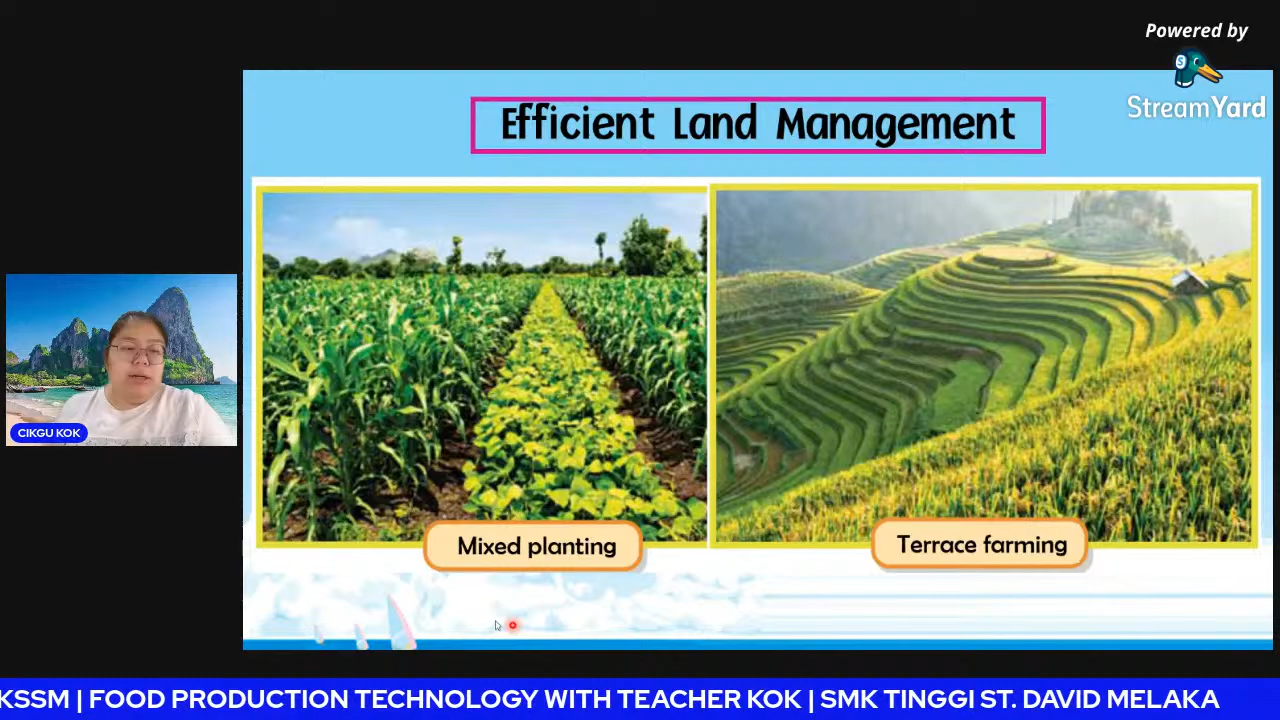 Powered by
StreamYard
Efficient Land Management
Mixed planting
Terrace farming
CIKGU KOK
KSSM | FOOD PRODUCTION TECHNOLOGY WITH TEACHER KOK | SMK TINGGI ST. DAVID MELAKA